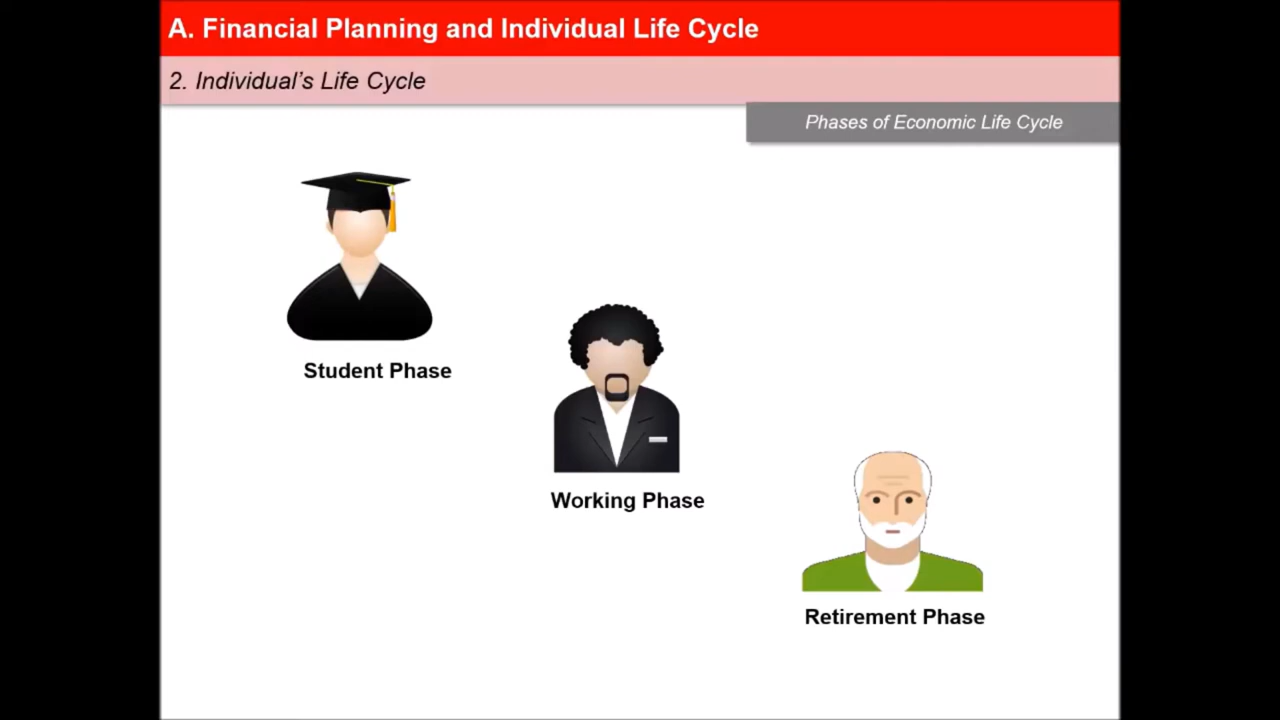 A. Financial Planning and Individual Life Cycle
2. Individual’s Life Cycle
Phases of Economic Life Cycle
Student Phase
Working Phase
Retirement Phase